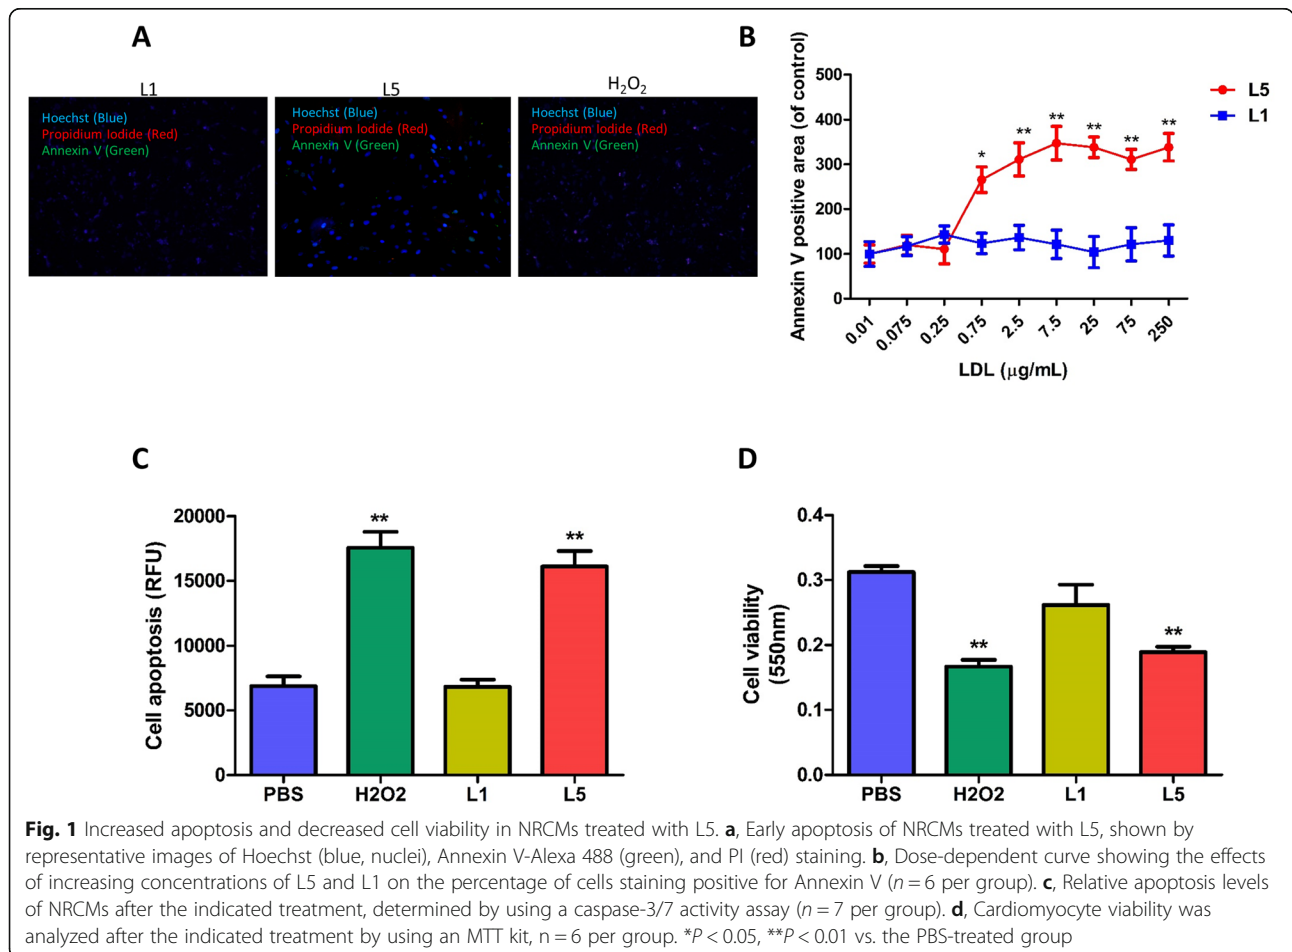 A
L1
L5
H₂O₂
Hoechst (Blue)
Propidium Iodide (Red)
Annexin V (Green)
Hoechst (Blue)
Propidium Iodide (Red)
Annexin V (Green)
Hoechst (Blue)
Propidium Iodide (Red)
Annexin V (Green)
B
Annexin V positive area (of control)
500
400
300
200
100
0
*
**
**
**
**
**
L5
L1
0.01
0.075
0.25
0.75
2.5
7.5
25
75
250
LDL (μg/mL)
C
Cell apoptosis (RFU)
20000
15000
10000
5000
0
**
**
PBS
H2O2
L1
L5
D
Cell viability
(550nm)
0.4
0.3
0.2
0.1
0.0
**
**
PBS
H2O2
L1
L5
Fig. 1 Increased apoptosis and decreased cell viability in NRCMs treated with L5. a, Early apoptosis of NRCMs treated with L5, shown by
representative images of Hoechst (blue, nuclei), Annexin V-Alexa 488 (green), and PI (red) staining. b, Dose-dependent curve showing the effects
of increasing concentrations of L5 and L1 on the percentage of cells staining positive for Annexin V (n = 6 per group). c, Relative apoptosis levels
of NRCMs after the indicated treatment, determined by using a caspase-3/7 activity assay (n = 7 per group). d, Cardiomyocyte viability was
analyzed after the indicated treatment by using an MTT kit, n = 6 per group. *P < 0.05, **P < 0.01 vs. the PBS-treated group